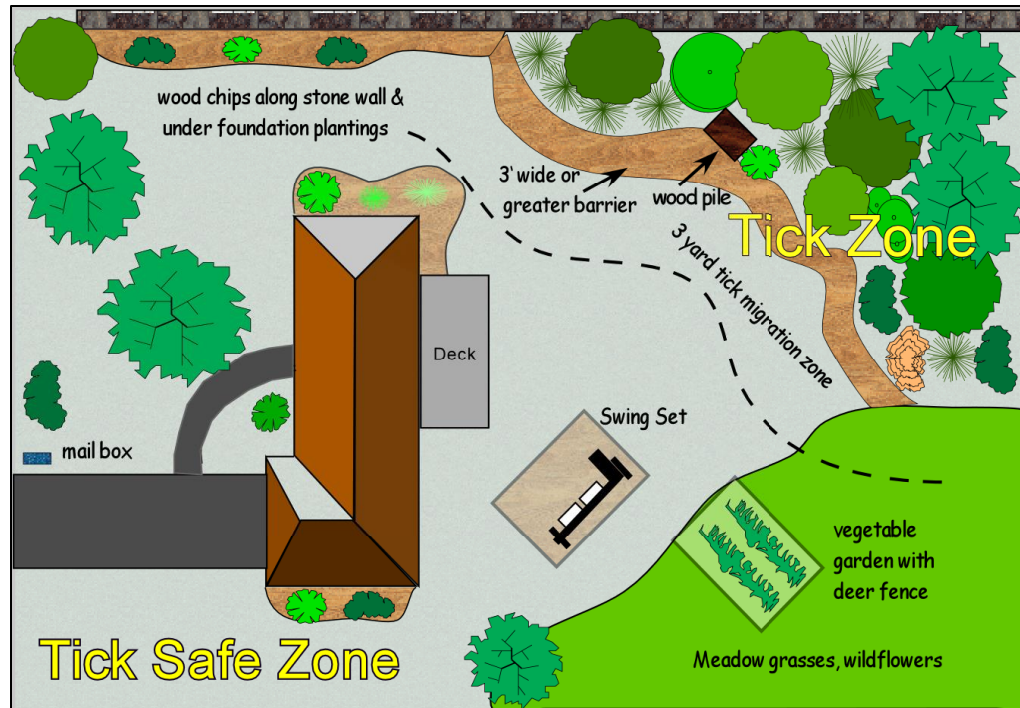 wood chips along stone wall &
under foundation plantings
3' wide or
greater barrier
wood pile
Tick Zone
3 yard tick migration zone
Deck
Swing Set
mail box
vegetable
garden with
deer fence
Tick Safe Zone
Meadow grasses, wildflowers